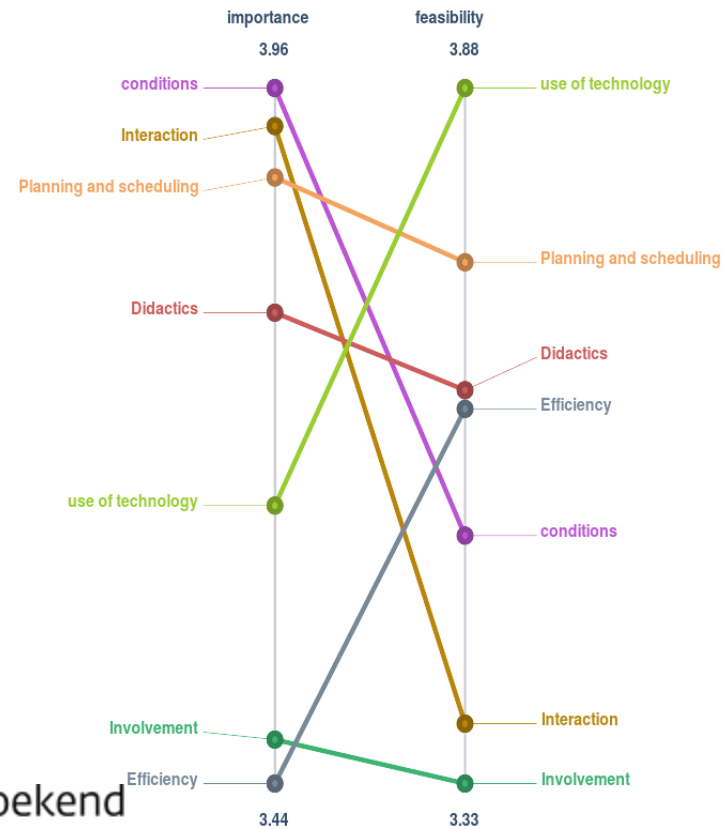 importance feasibility
3.96 3.88
conditions use of technology
Interaction
Planning and scheduling
Planning and scheduling
Didactics
Didactics
Efficiency
use of technology
conditions
Interaction
Involvement
Efficiency Involvement
oekend
3.44 3.33